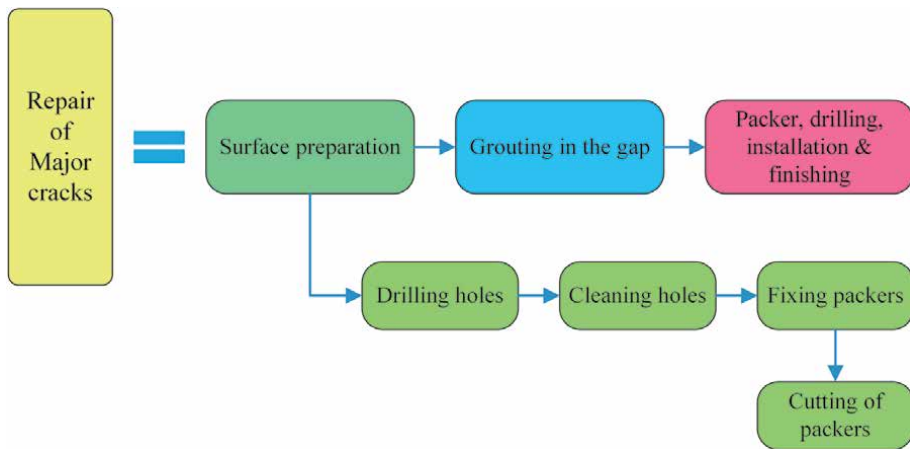 Repair
of
Major
cracks
Surface preparation
Grouting in the gap
Packer, drilling,
installation &
finishing
Drilling holes
Cleaning holes
Fixing packers
Cutting of
packers